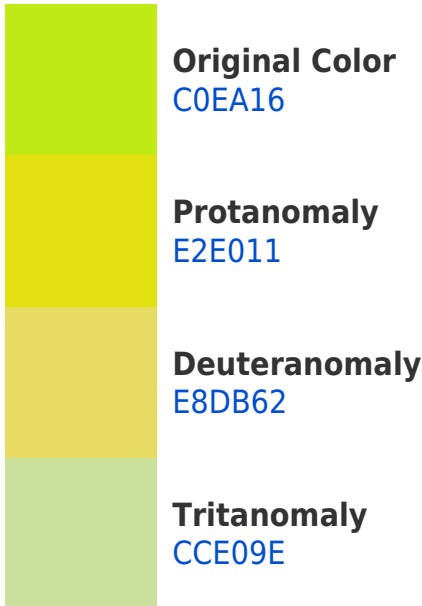 Original Color
C0EA16
Protanomaly
E2E011
Deuteranomaly
E8DB62
Tritanomaly
CCE09E